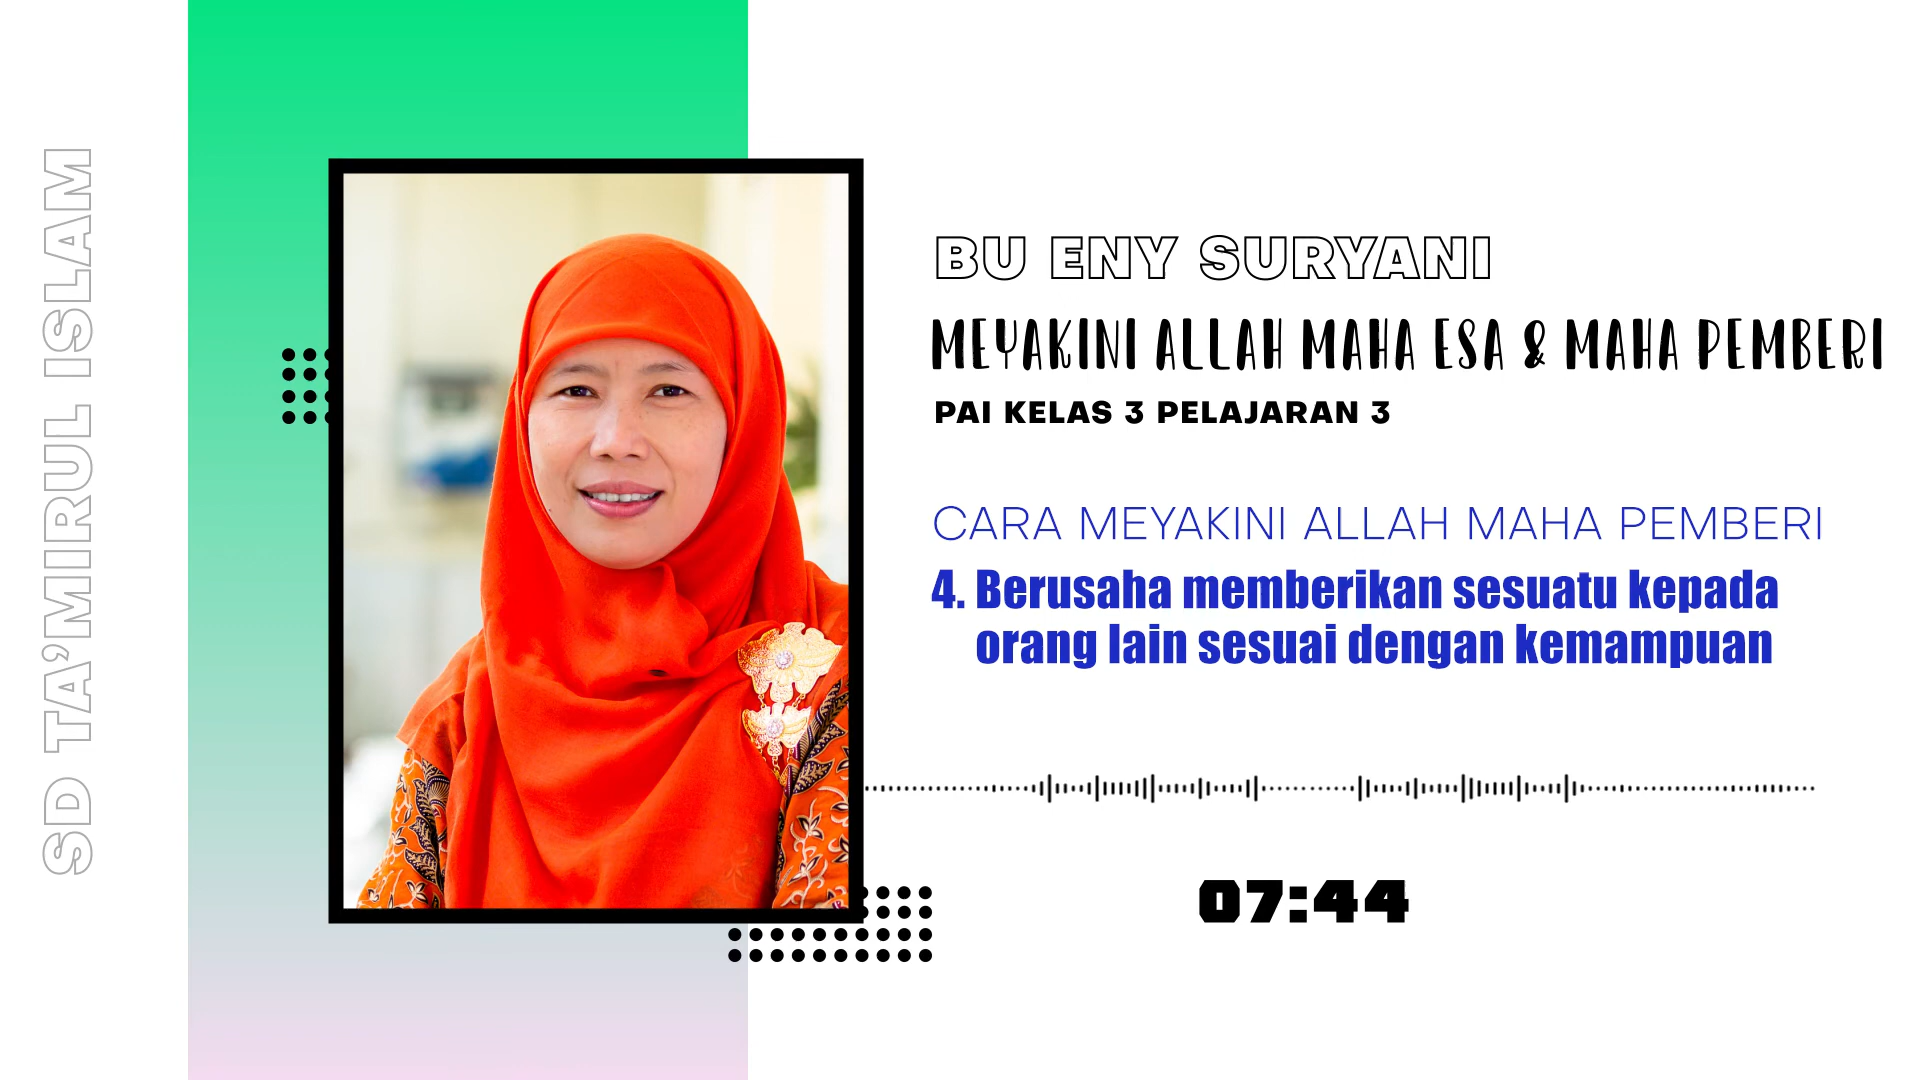 SD TA'MIRUL ISLAM
BU ENY SURYANI
MEYAKINI ALLAH MAHA ESA & MAHA PEMBERI
PAI KELAS 3 PELAJARAN 3
CARA MEYAKINI ALLAH MAHA PEMBERI
4. Berusaha memberikan sesuatu kepada
orang lain sesuai dengan kemampuan
07:44